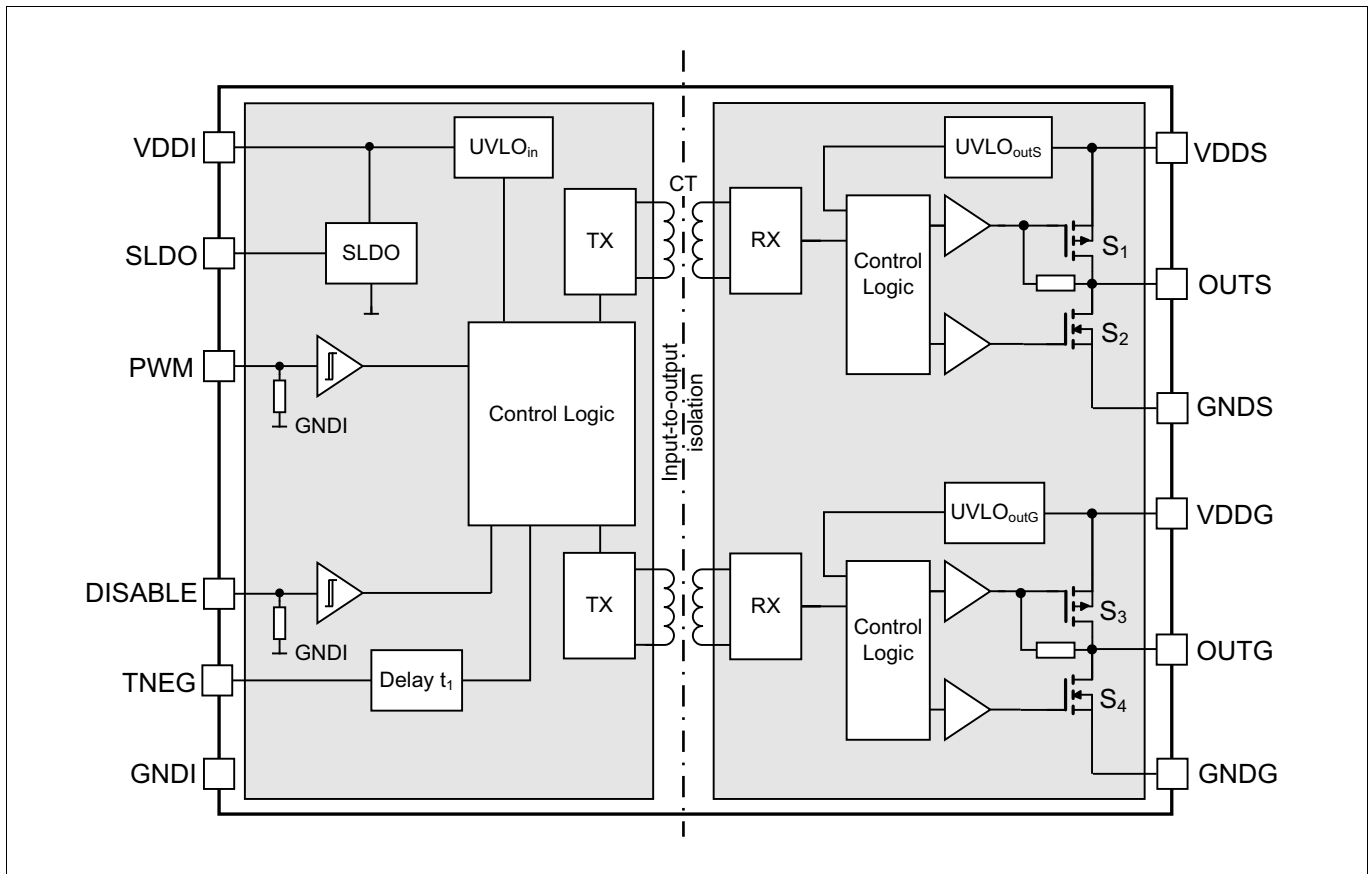 VDDI
SLDO
PWM
DISABLE
TNEG
GNDI
UVLOin
SLDO
GNDI
Control Logic
GNDI
Delay t1
TX
TX
CT
Input-to-output
isolation
RX
Control
Logic
UVLOoutS
S1
S2
RX
Control
Logic
UVLOoutG
S3
S4
VDDS
OUTS
GNDS
VDDG
OUTG
GNDG